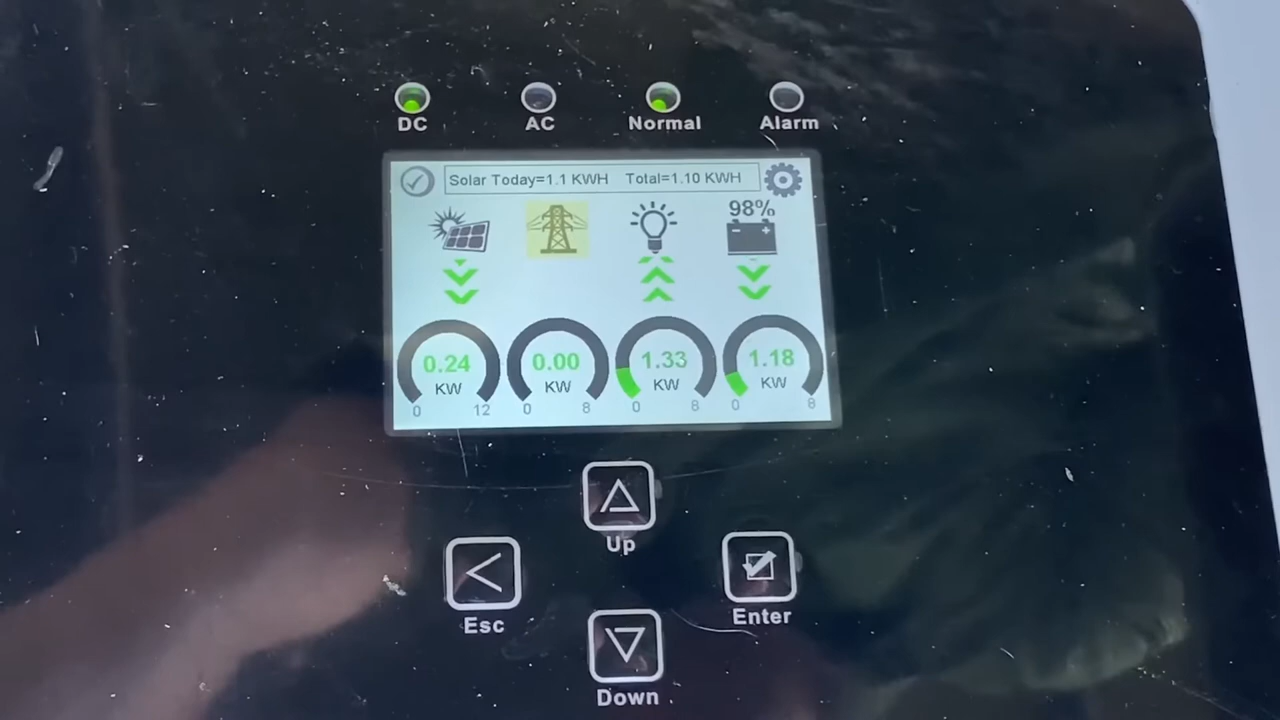 DC AC Normal Alarm
Solar Today=1.1 KWH Total=1.10 KWH
98%
0.24 0.00 1.33 1.18
KW KW KW KW
0 12 0 8 0 8 0 8
Up
Esc Enter
Down